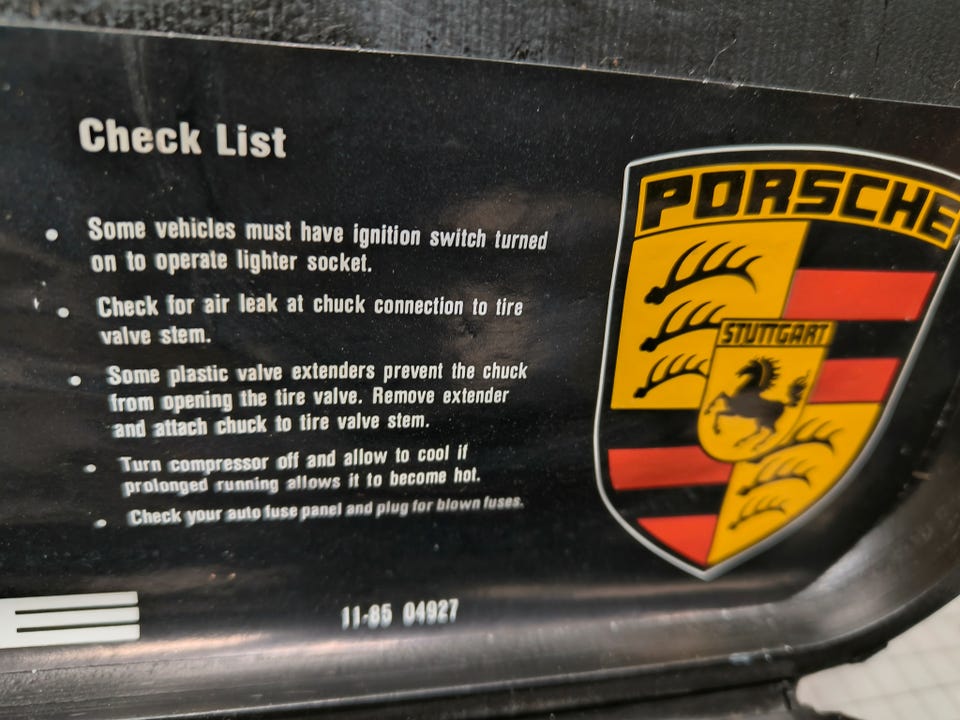 Check List
• Some vehicles must have ignition switch turned
on to operate lighter socket.
• Check for air leak at chuck connection to tire
valve stem.
• Some plastic valve extenders prevent the chuck
from opening the tire valve. Remove extender
and attach chuck to tire valve stem.
• Turn compressor off and allow to cool if
prolonged running allows it to become hot.
• Check your auto fuse panel and plug for blown fuses.
11-85 04927
PORSCHE
STUTTGART